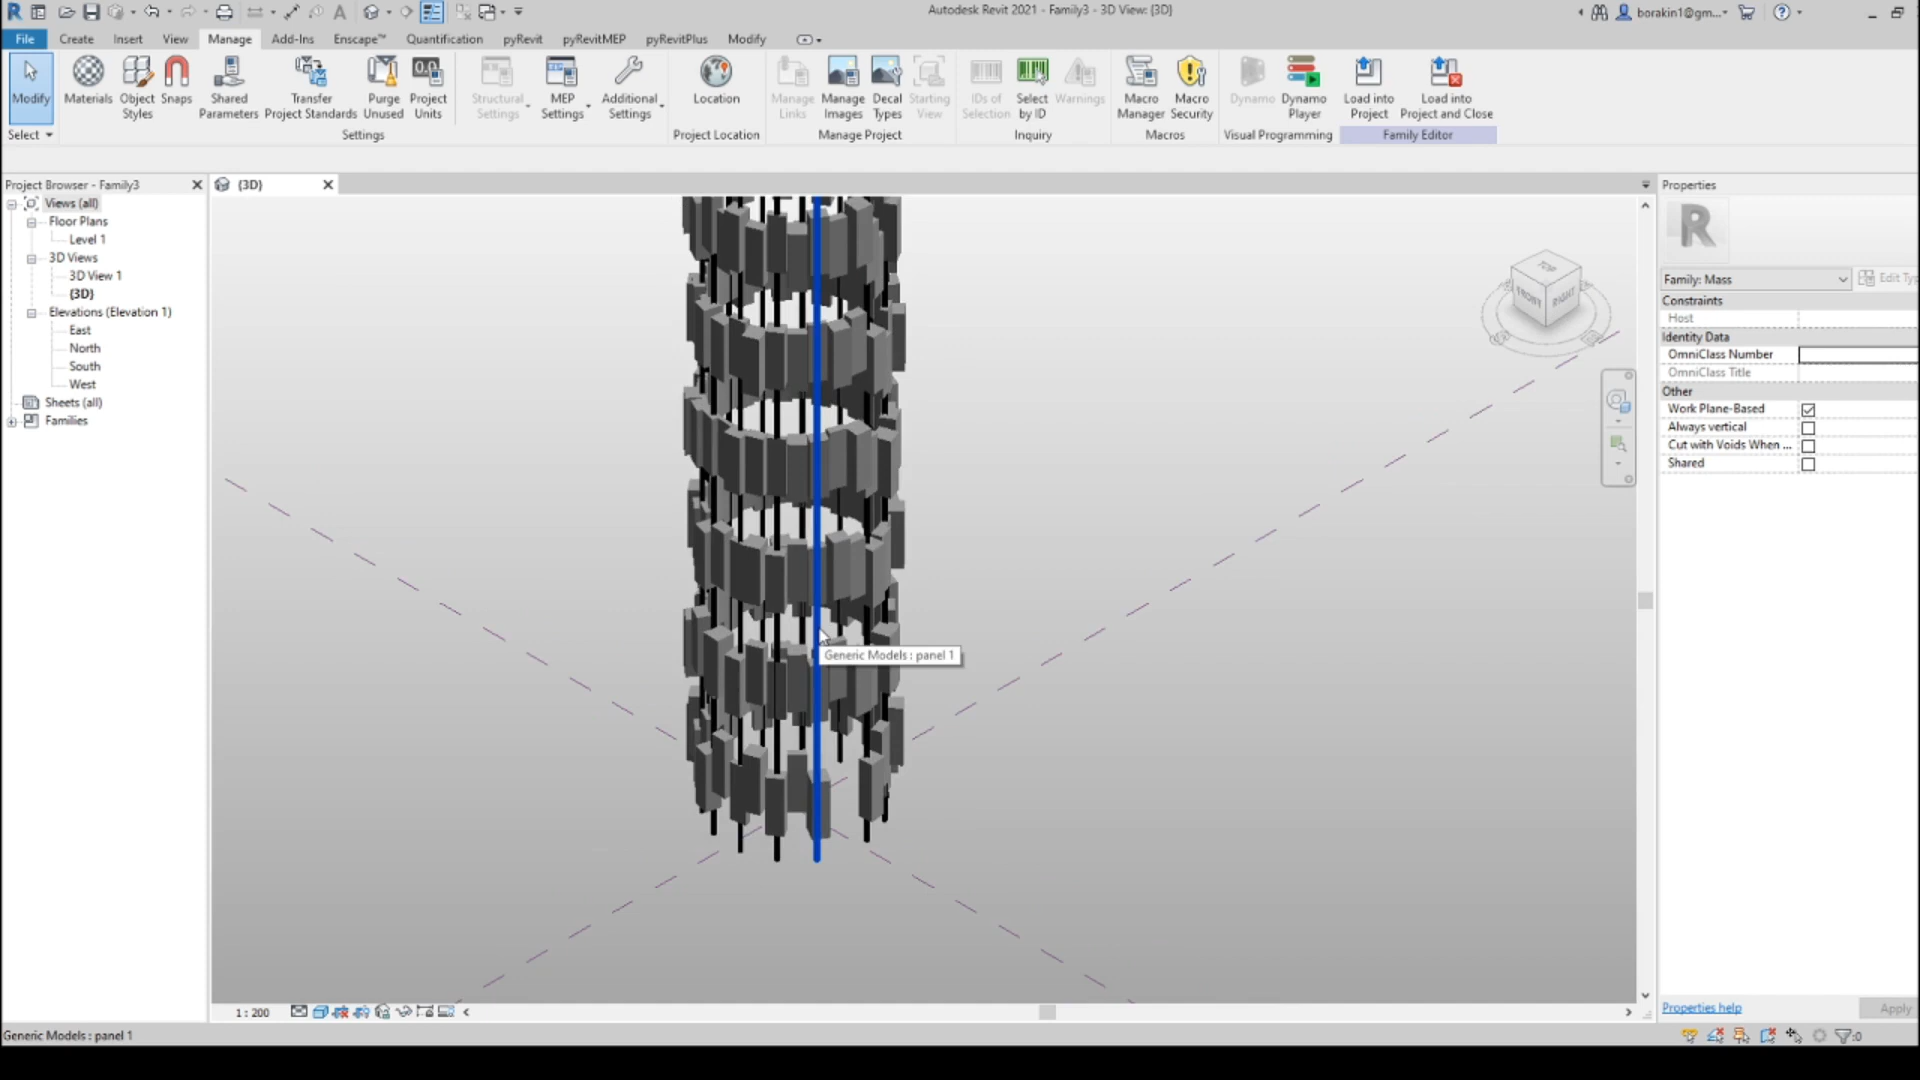 Autodesk Revit 2021 - Family3 - 3D View: {3D}
borakin1@gm...
File Create Insert View Manage Add-Ins Enscape™ Quantification pyRevit pyRevitMEP pyRevitPlus Modify
Modify
Materials
Object Styles
Snaps
Shared Parameters
Transfer Project Standards
Purge Unused
Project Units
Structural Settings
MEP Settings
Additional Settings
Location
Manage Links
Manage Images
Decal Types
Starting View
IDs of Selection
Select by ID
Warnings
Macro Manager
Macro Security
Dynamo
Dynamo Player
Load into Project
Load into Project and Close
Select
Settings
Project Location
Manage Project
Inquiry
Macros
Visual Programming
Family Editor
Project Browser - Family3
{3D}
Properties
Views (all)
Floor Plans
Level 1
3D Views
3D View 1
{3D}
Elevations (Elevation 1)
East
North
South
West
Sheets (all)
Families
TOP
FRONT
RIGHT
Generic Models : panel 1
Family: Mass
Edit Typ
Constraints
Host
Identity Data
OmniClass Number
OmniClass Title
Other
Work Plane-Based
Always vertical
Cut with Voids When ...
Shared
1 : 200
Properties help
Apply
Generic Models : panel 1
:0